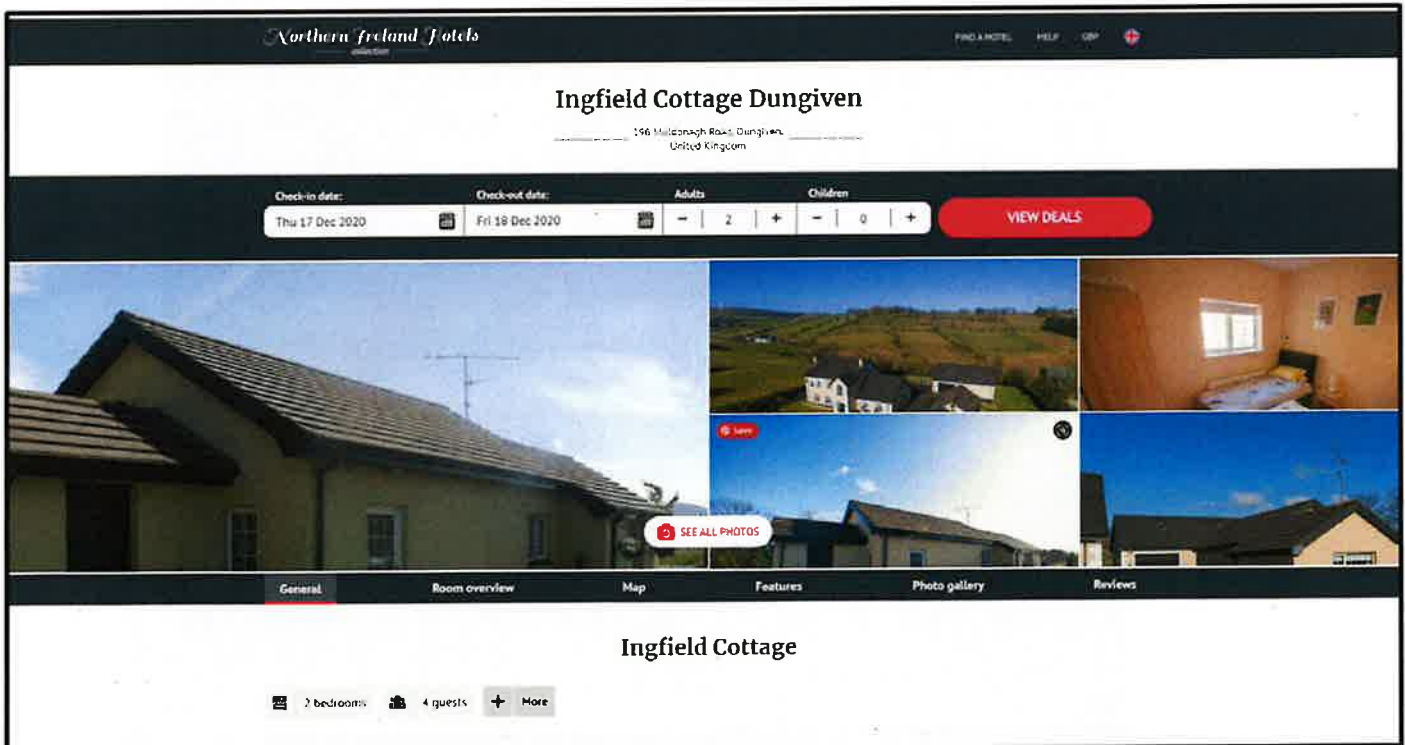 Northern Ireland Hotels
collection
FIND A HOTEL HELP GBP
Ingfield Cottage Dungiven
196 Muldonagh Road, Dungiven,
United Kingdom
Check-in date: Check-out date: Adults Children
Thu 17 Dec 2020 Fri 18 Dec 2020 − 2 + − 0 + VIEW DEALS
Save
SEE ALL PHOTOS
General Room overview Map Features Photo gallery Reviews
Ingfield Cottage
2 bedrooms 4 guests + More